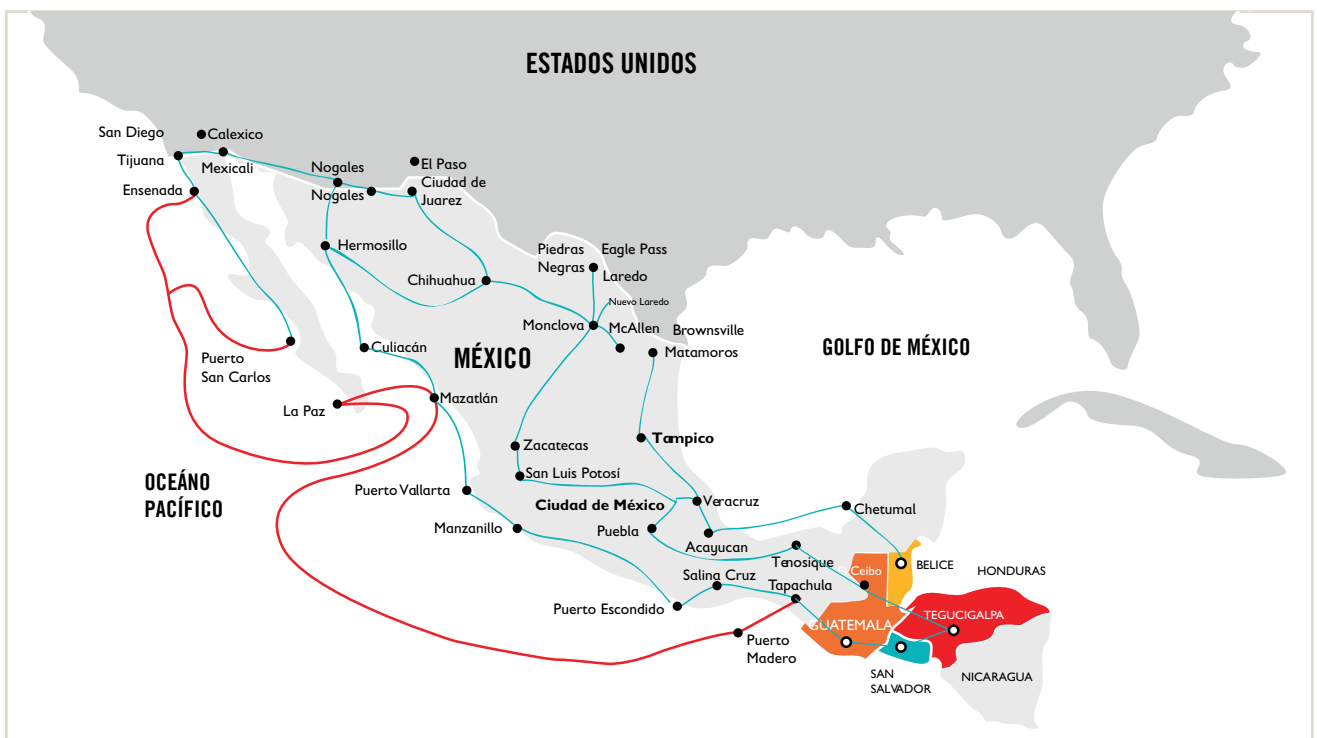 ESTADOS UNIDOS
San Diego
Calexico
Tijuana
Mexicali
Nogales
El Paso
Ensenada
Nogales
Ciudad de
Juarez
Hermosillo
Piedras
Negras
Eagle Pass
Laredo
Chihuahua
Nuevo Laredo
Monclova
McAllen
Brownsville
Matamoros
Culiacán
MÉXICO
GOLFO DE MÉXICO
Puerto
San Carlos
La Paz
Mazatlán
Zacatecas
Tampico
San Luis Potosí
OCEÁNO
PACÍFICO
Puerto Vallarta
Ciudad de México
Veracruz
Chetumal
Manzanillo
Puebla
Acayucan
Tenosique
El Ceibo
BELICE
HONDURAS
Salina Cruz
Tapachula
Puerto Escondido
GUATEMALA
TEGUCIGALPA
Puerto
Madero
SAN
SALVADOR
NICARAGUA